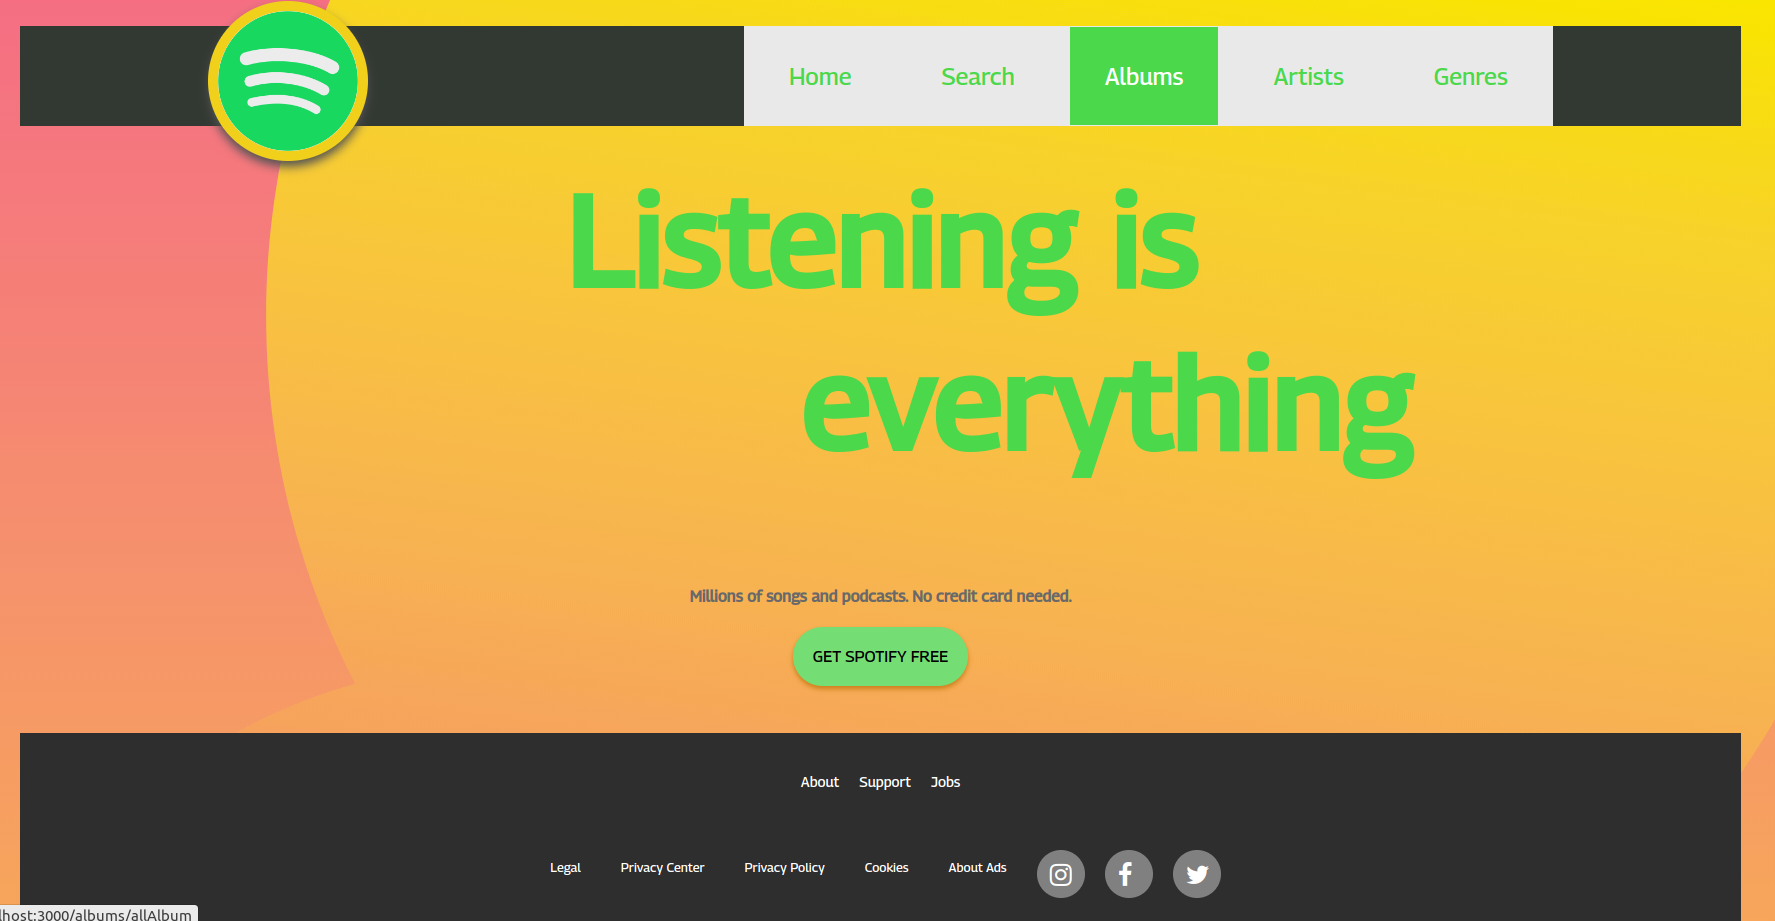 Home Search Albums Artists Genres
Listening is
everything
Millions of songs and podcasts. No credit card needed.
GET SPOTIFY FREE
About Support Jobs
Legal Privacy Center Privacy Policy Cookies About Ads
lhost:3000/albums/allAlbum